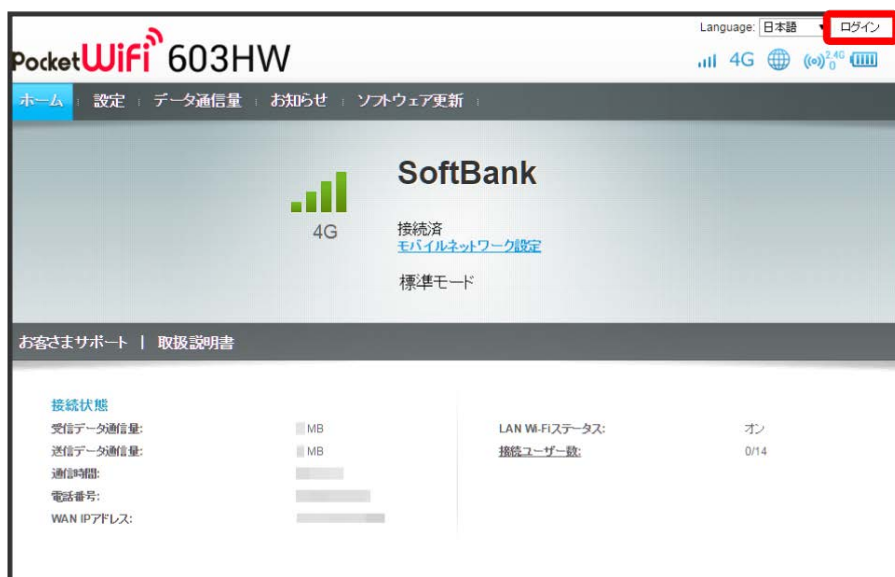 Language: 日本語 ログイン
PocketWiFi 603HW
4G 2.4G 0
ホーム 設定 データ通信量 お知らせ ソフトウェア更新
SoftBank
4G
接続済
モバイルネットワーク設定
標準モード
お客さまサポート | 取扱説明書
接続状態
受信データ通信量: MB
送信データ通信量: MB
通信時間:
電話番号:
WAN IPアドレス:
LAN Wi-Fiステータス: オン
接続ユーザー数: 0/14